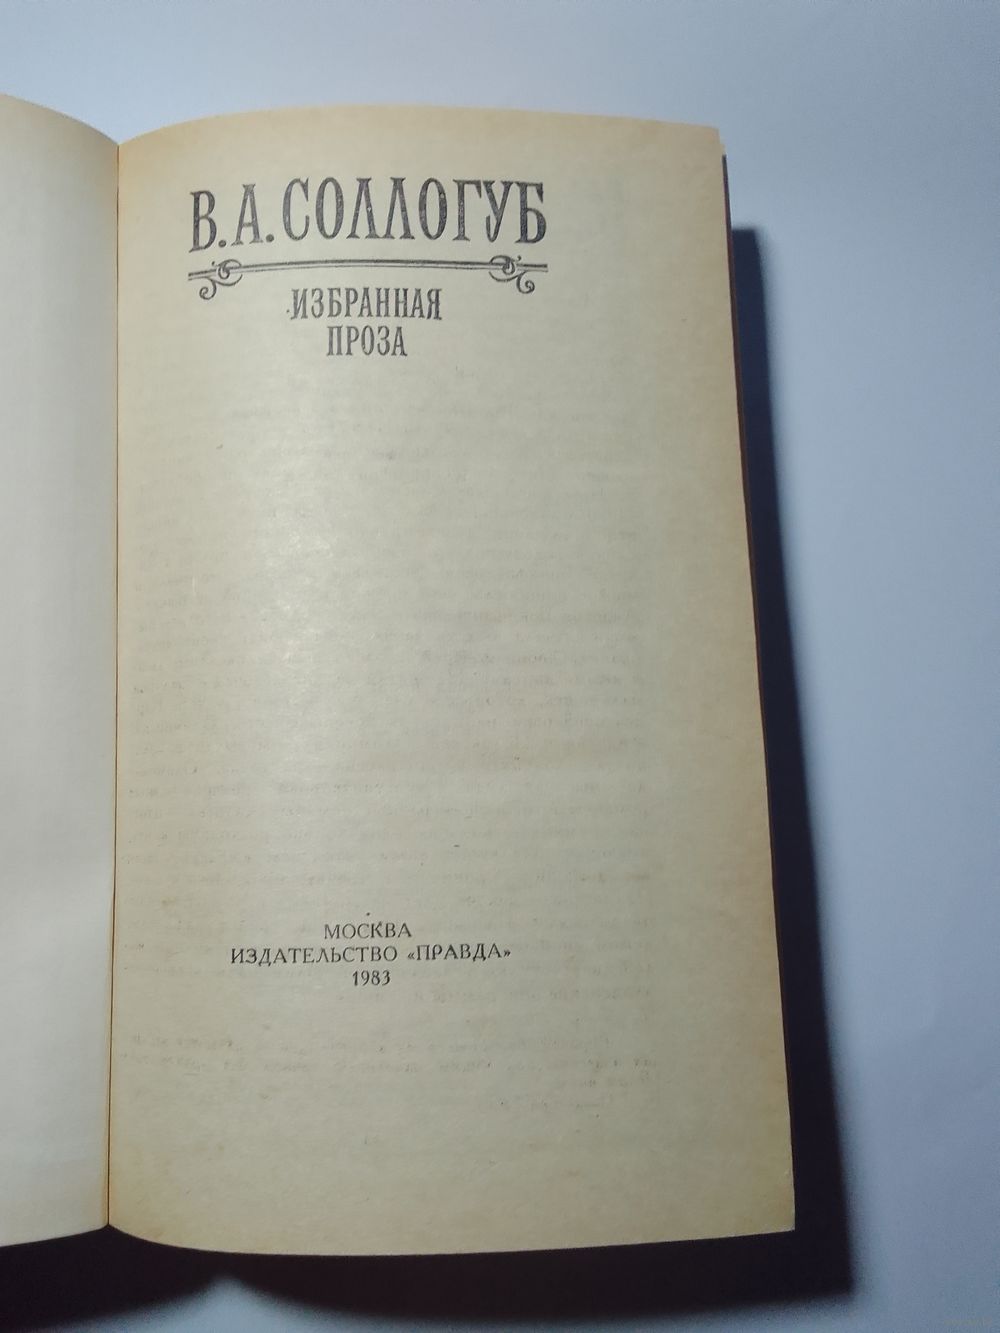 В.А.СОЛЛОГУБ
ИЗБРАННАЯ
ПРОЗА
МОСКВА
ИЗДАТЕЛЬСТВО «ПРАВДА»
1983